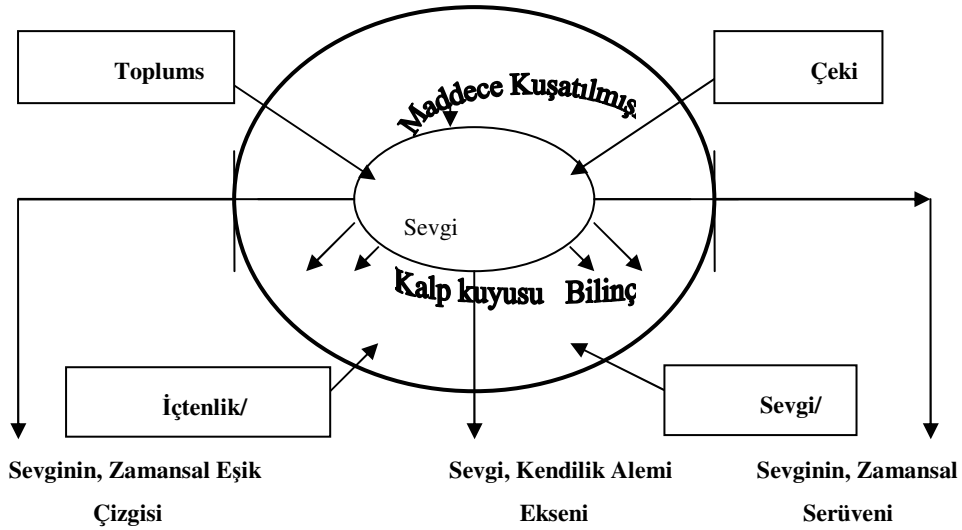 Toplums
Çeki
Maddece Kuşatılmış
Sevgi
Kalp kuyusu Bilinç
İçtenlik/
Sevgi/
Sevginin, Zamansal Eşik
Çizgisi
Sevgi, Kendilik Alemi
Ekseni
Sevginin, Zamansal
Serüveni